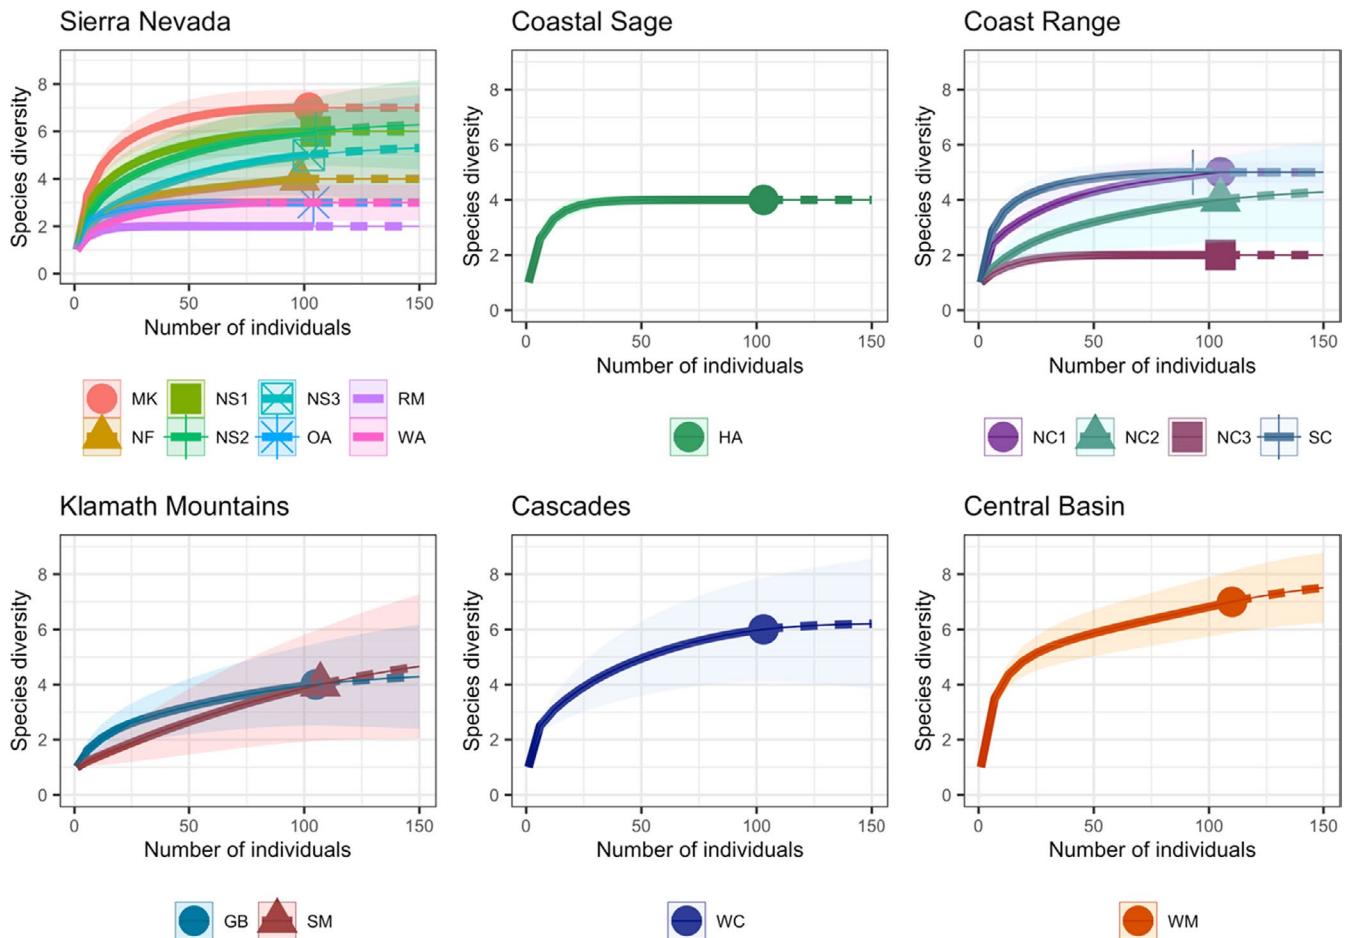 Sierra Nevada
Coastal Sage
Coast Range
Species diversity
8
6
4
2
0
0 50 100 150
Number of individuals
Species diversity
8
6
4
2
0
0 50 100 150
Number of individuals
Species diversity
8
6
4
2
0
0 50 100 150
Number of individuals
MK NS1 NS3 RM
NF NS2 OA WA
HA
NC1 NC2 NC3 SC
Klamath Mountains
Cascades
Central Basin
Species diversity
8
6
4
2
0
0 50 100 150
Number of individuals
Species diversity
8
6
4
2
0
0 50 100 150
Number of individuals
Species diversity
8
6
4
2
0
0 50 100 150
Number of individuals
GB SM
WC
WM